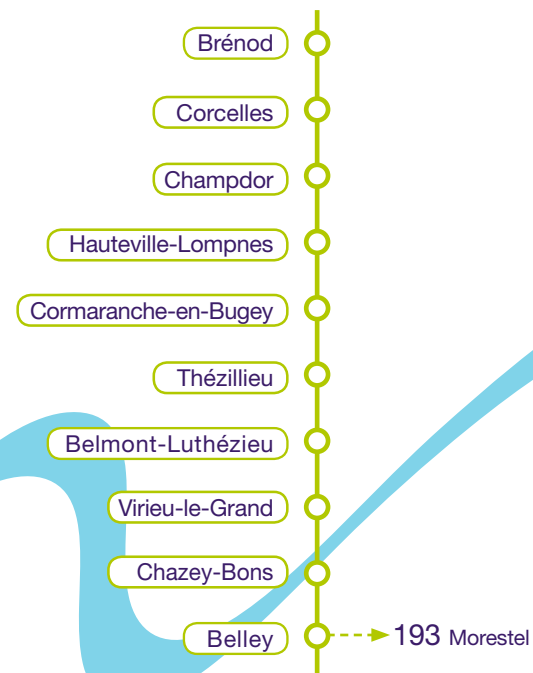 Brénod
Corcelles
Champdor
Hauteville-Lompnes
Cormaranche-en-Bugey
Thézillieu
Belmont-Luthézieu
Virieu-le-Grand
Chazey-Bons
Belley
193 Morestel